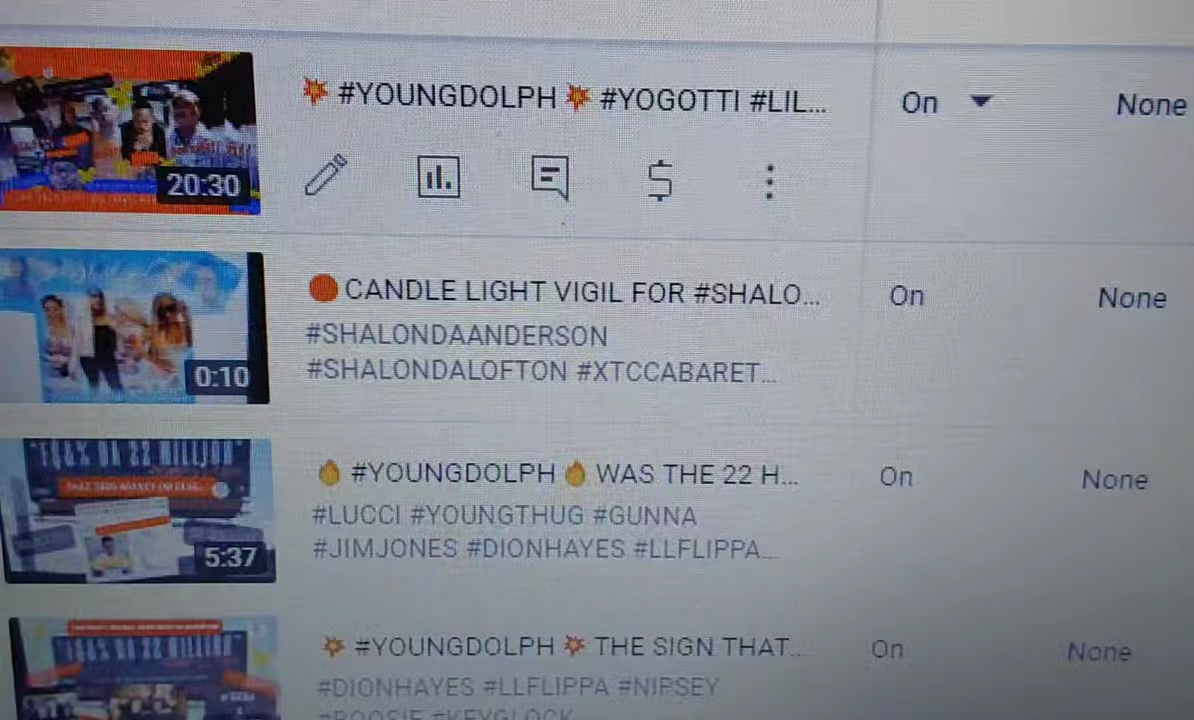 💥 #YOUNGDOLPH 💥 #YOGOTTI #LIL...
On
None
20:30
🔴 CANDLE LIGHT VIGIL FOR #SHALO...
On
None
#SHALONDAANDERSON
#SHALONDALOFTON #XTCCABARET...
0:10
🔥 #YOUNGDOLPH 🔥 WAS THE 22 H...
On
None
#LUCCI #YOUNGTHUG #GUNNA
#JIMJONES #DIONHAYES #LLFLIPPA...
5:37
💥 #YOUNGDOLPH 💥 THE SIGN THAT...
On
None
#DIONHAYES #LLFLIPPA #NIPSEY
#BOOSIE #KEYGLOCK